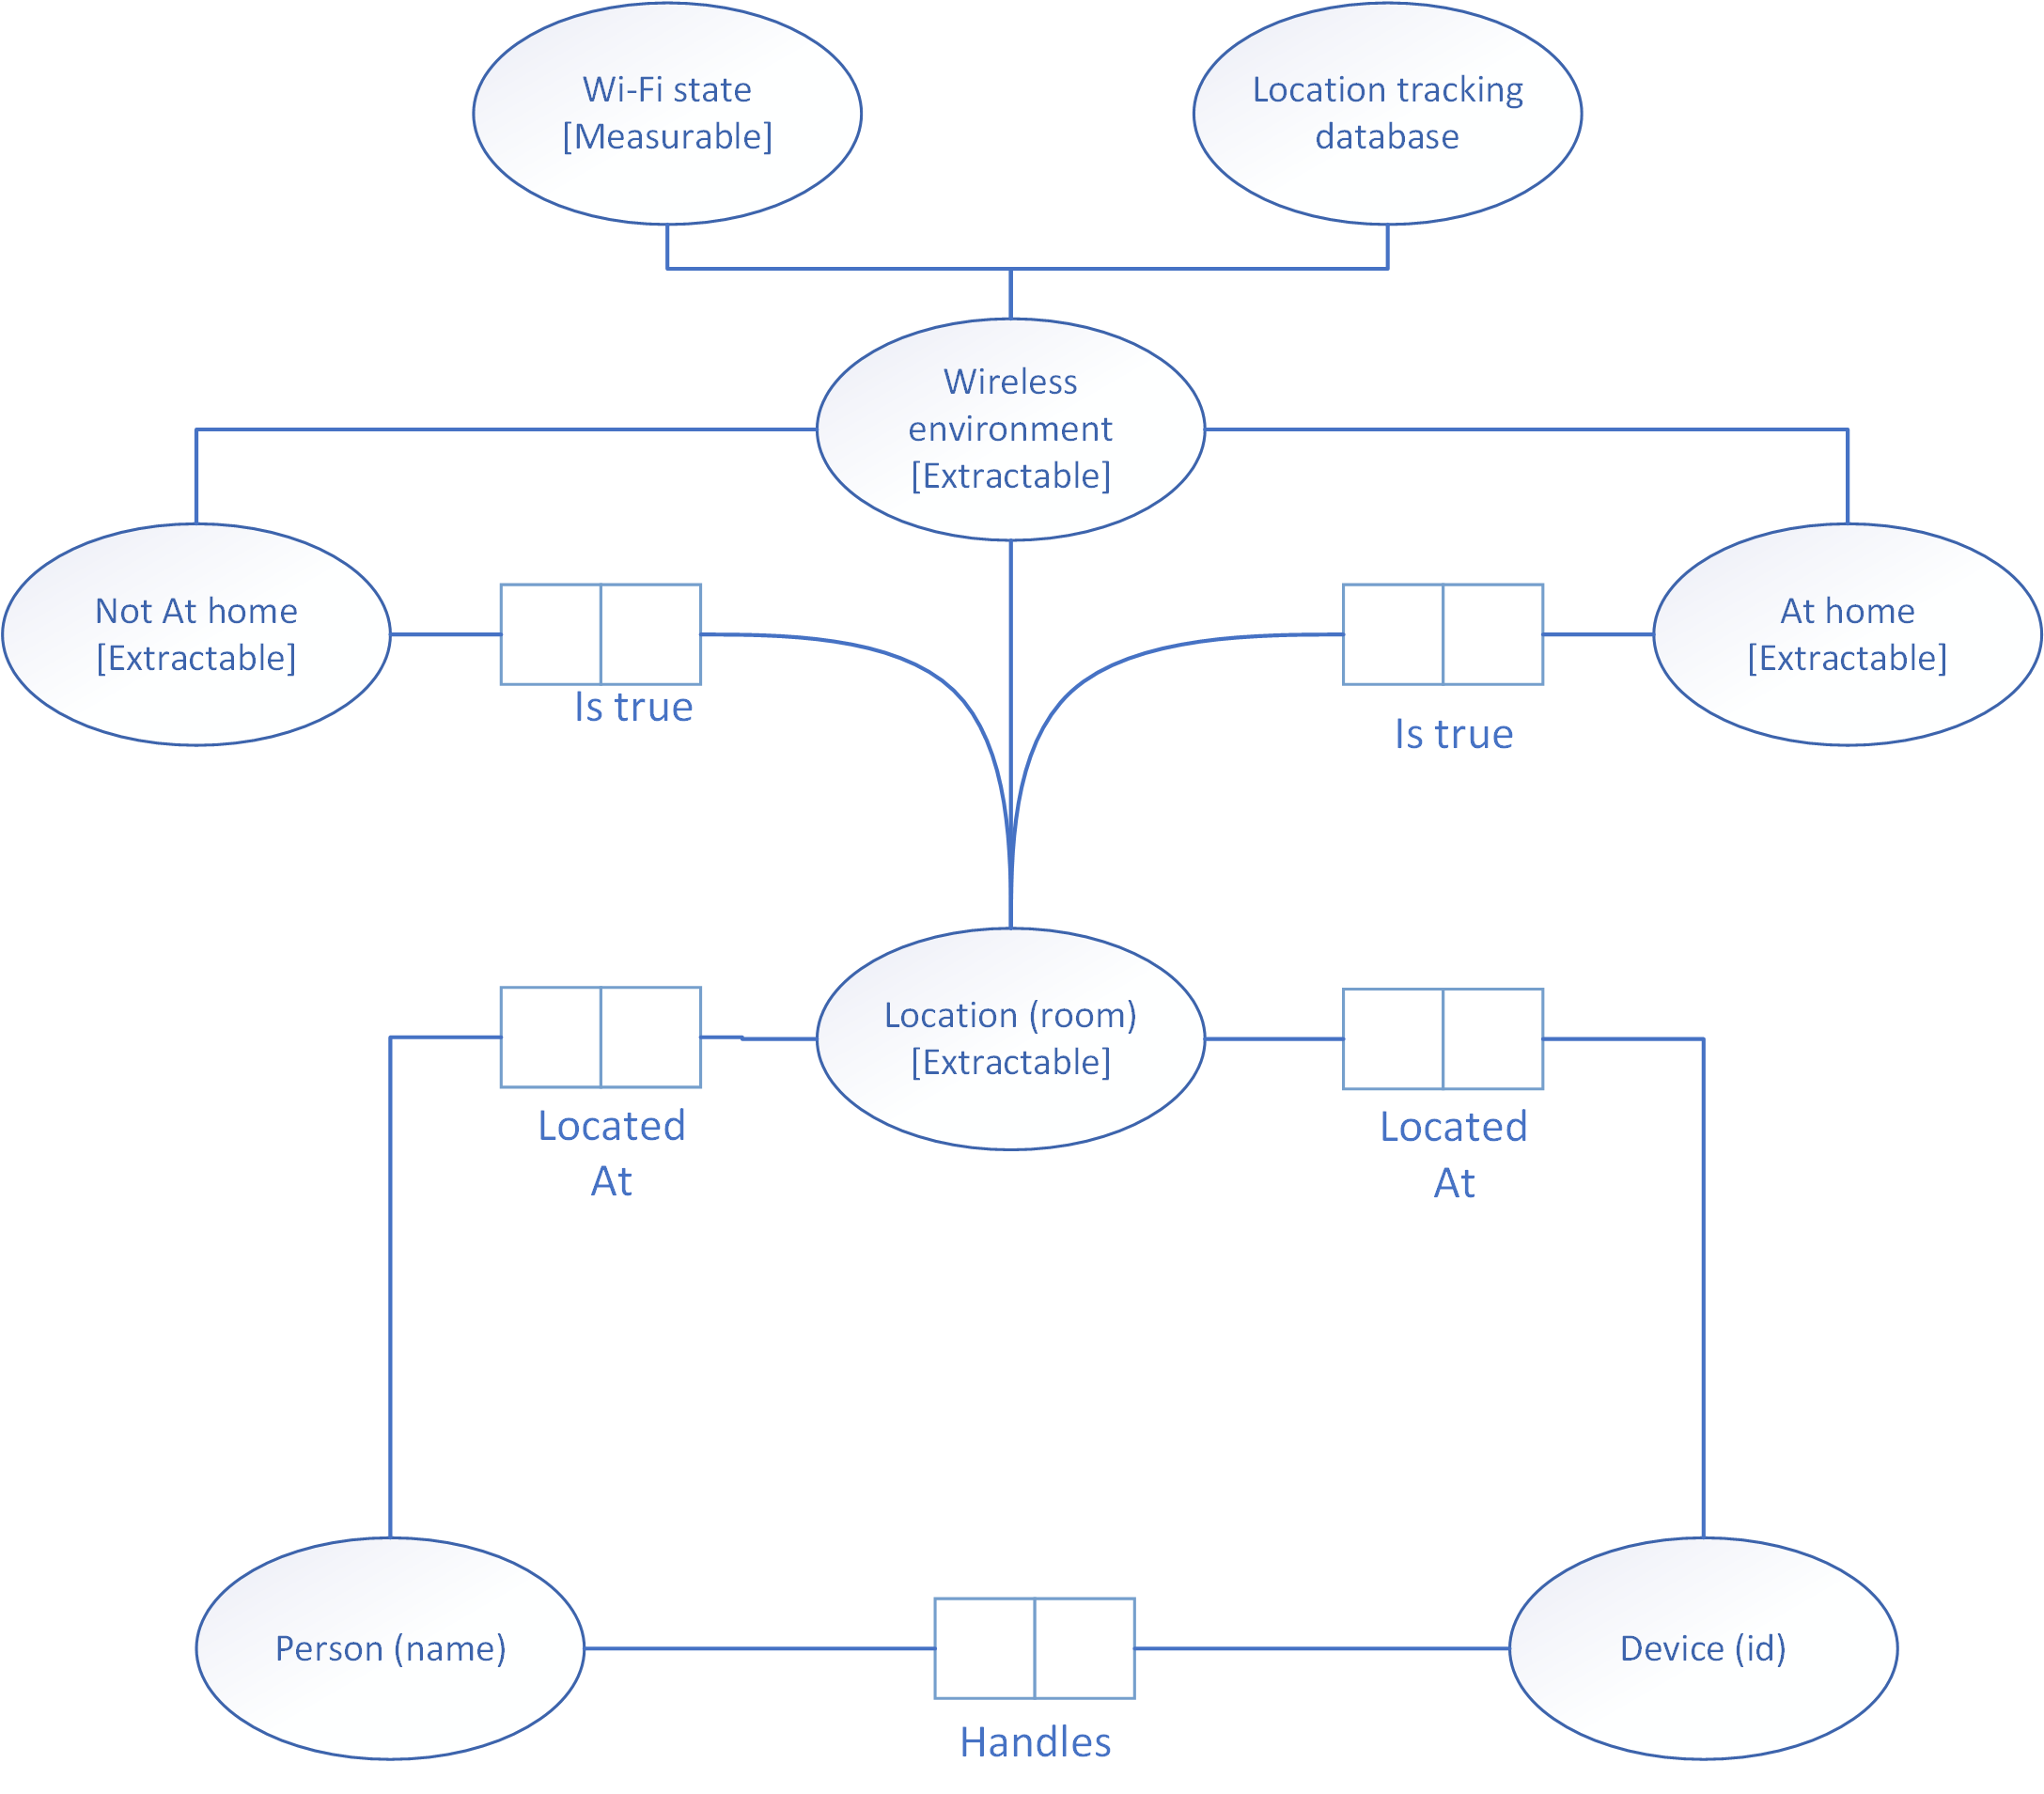 Wi-Fi state
[Measurable]
Location tracking
database
Wireless
environment
[Extractable]
Not At home
[Extractable]
Is true
At home
[Extractable]
Is true
Location (room)
[Extractable]
Located
At
Located
At
Person (name)
Handles
Device (id)